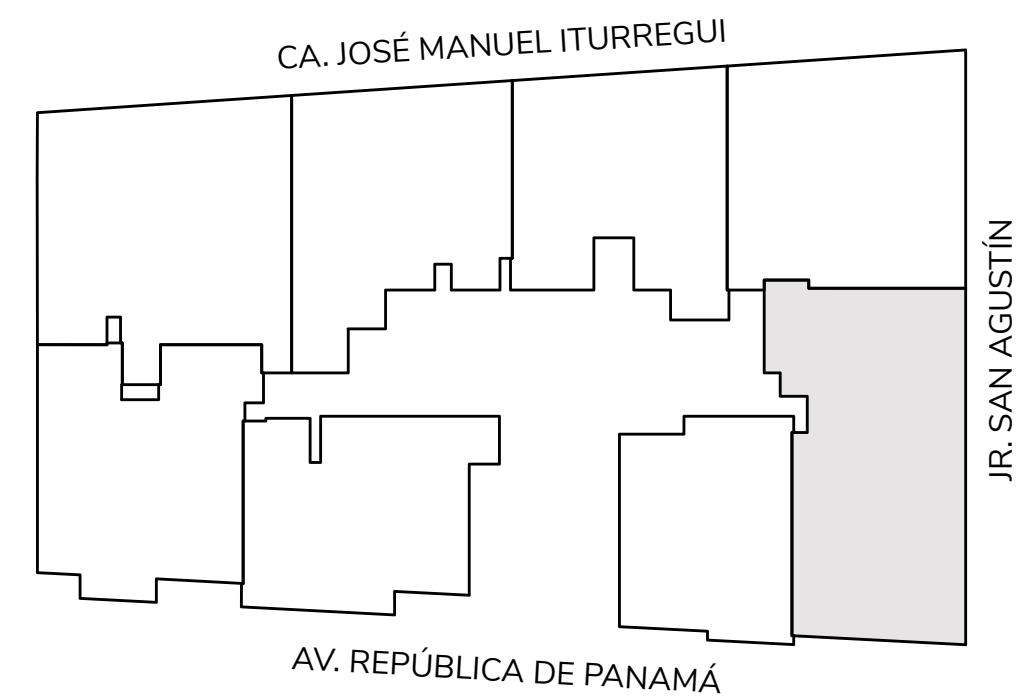 CA. JOSÉ MANUEL ITURREGUI
JR. SAN AGUSTÍN
AV. REPÚBLICA DE PANAMÁ